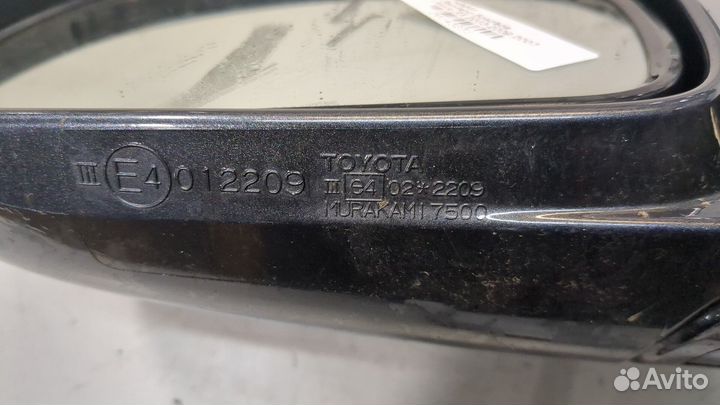 III E4 012209
TOYOTA
III e4 02*2209
MURAKAMI 7500
Avito